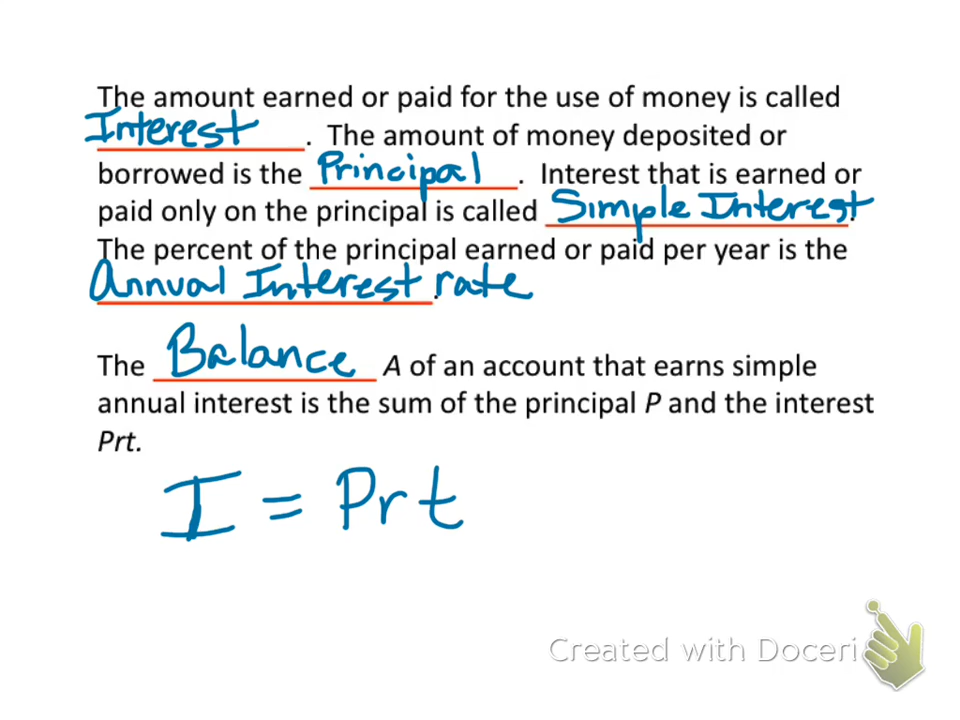 The amount earned or paid for the use of money is called
Interest. The amount of money deposited or
borrowed is the Principal. Interest that is earned or
paid only on the principal is called Simple Interest.
The percent of the principal earned or paid per year is the
Annual Interest rate.
The Balance A of an account that earns simple
annual interest is the sum of the principal P and the interest
Prt.
I = Prt
Created with Doceri